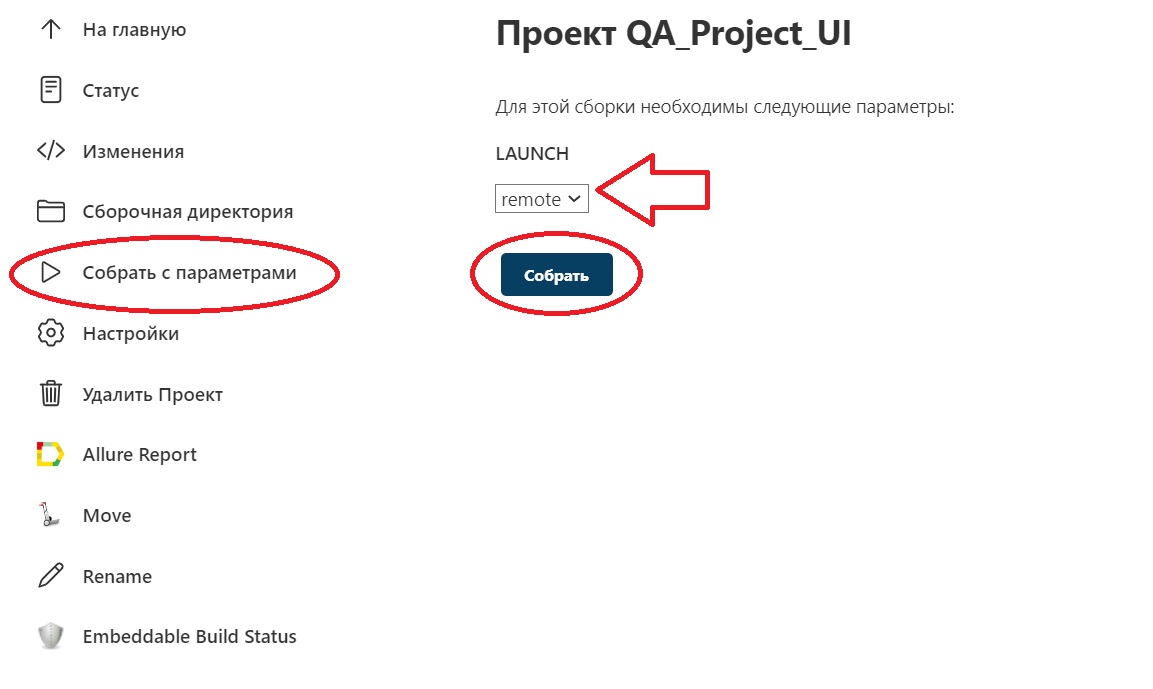 На главную
Статус
Изменения
Сборочная директория
Собрать с параметрами
Настройки
Удалить Проект
Allure Report
Move
Rename
Embeddable Build Status
Проект QA_Project_UI
Для этой сборки необходимы следующие параметры:
LAUNCH
remote
Собрать